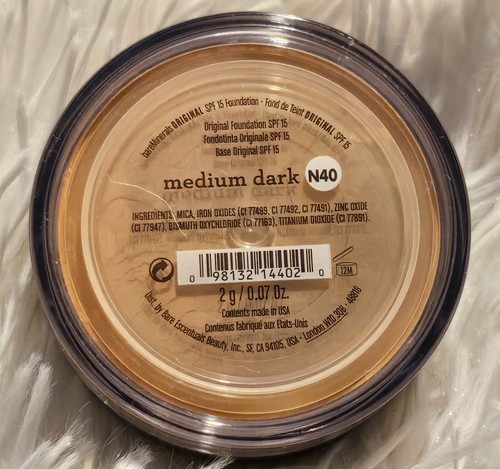 bareMinerals ORIGINAL SPF 15 Foundation • Fond de Teint ORIGINAL SPF 15
Original Foundation SPF 15
Fondotinta Originale SPF 15
Base Original SPF 15
medium dark N40
INGREDIENTS: MICA, IRON OXIDES (CI 77489, CI 77492, CI 77491), ZINC OXIDE
(CI 77947), BISMUTH OXYCHLORIDE (CI 77163), TITANIUM DIOXIDE (CI 77891).
0 98132 14402 0
12M
2 g / 0.07 Oz.
Contents made in USA
Contenus fabriqué aux Etats-Unis
Dist. by Bare Escentuals Beauty, Inc., SF, CA 94105, USA • London W1D 3QB • 48818